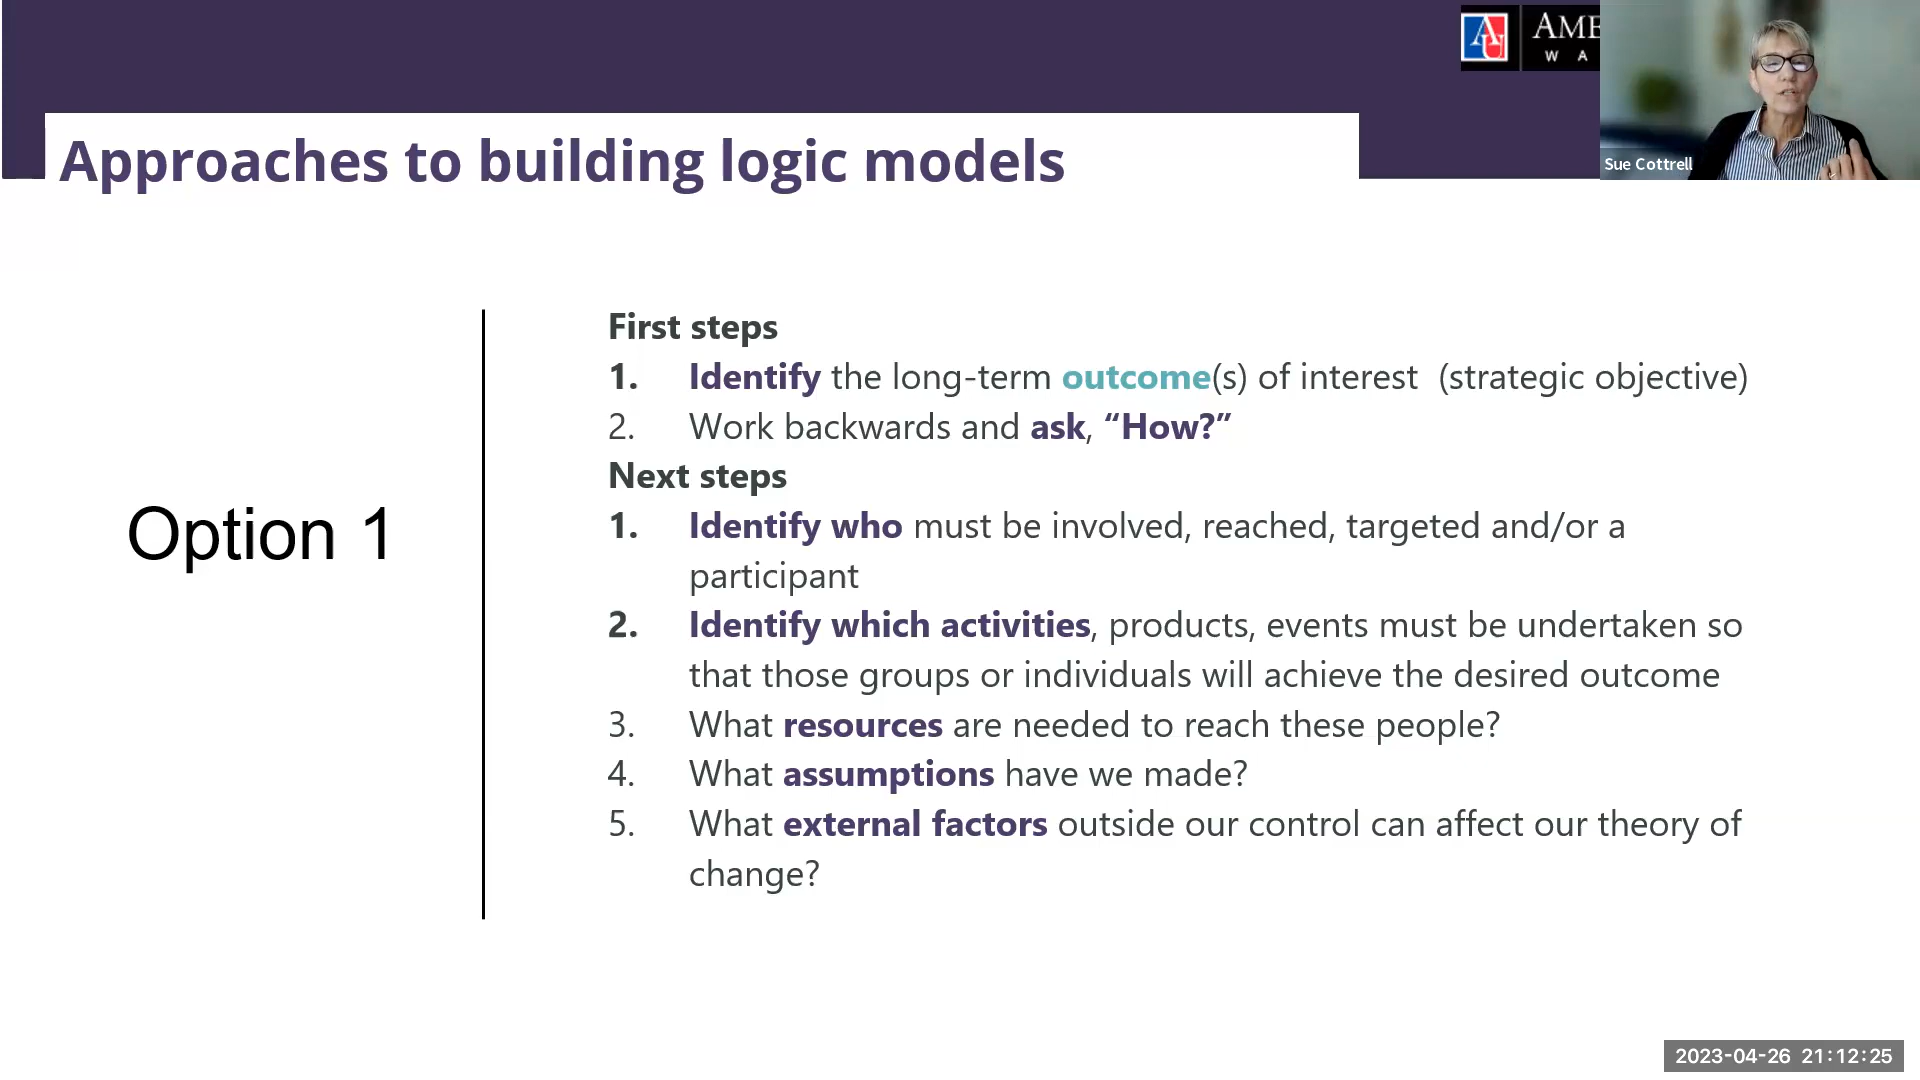 AME
W A
Sue Cottrell
Approaches to building logic models
Option 1
First steps
1. Identify the long-term outcome(s) of interest (strategic objective)
2. Work backwards and ask, “How?”
Next steps
1. Identify who must be involved, reached, targeted and/or a
participant
2. Identify which activities, products, events must be undertaken so
that those groups or individuals will achieve the desired outcome
3. What resources are needed to reach these people?
4. What assumptions have we made?
5. What external factors outside our control can affect our theory of
change?
2023-04-26 21:12:25